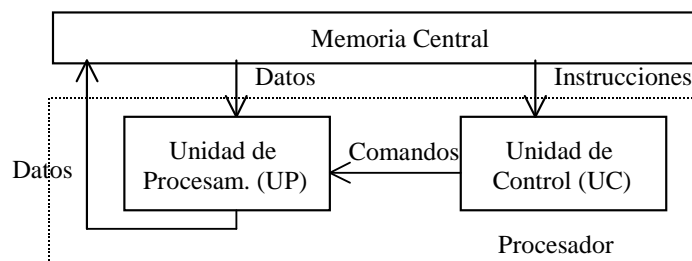 Memoria Central
Datos
Instrucciones
Unidad de
Procesam. (UP)
Comandos
Unidad de
Control (UC)
Datos
Procesador